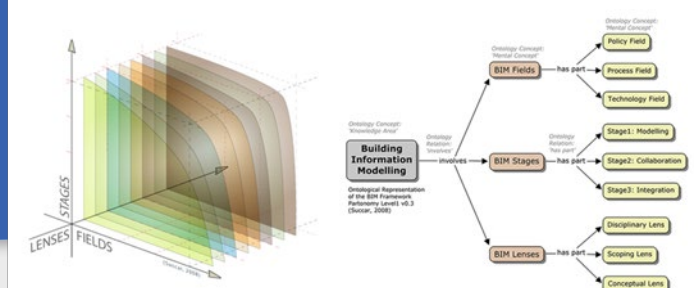 STAGES
LENSES
FIELDS
(Succar, 2008)
Ontology Concept:
"Knowledge Area"
Building
Information
Modelling
Ontological Representation
of the BIM Framework
Partonomy Level1 v0.3
(Succar, 2008)
Ontology
Relation:
"involves"
involves
Ontology Concept:
"Mental Concept"
BIM Fields
has part
Ontology Concept:
"Mental Concept"
Policy Field
Process Field
Technology Field
BIM Stages
Ontology
Relation:
"has part"
has part
Stage1: Modelling
Stage2: Collaboration
Stage3: Integration
BIM Lenses
has part
Disciplinary Lens
Scoping Lens
Conceptual Lens